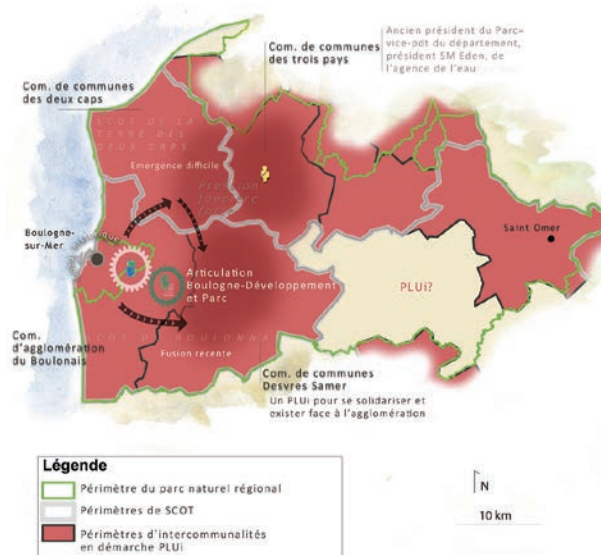 Ancien président du Parc-
vice-pdt du département,
président SM Eden, de
l'agence de l'eau
Com. de communes
des trois pays
Com. de communes
des deux caps
SCOT DE LA
TERRE DES
DEUX CAPS
Emergence difficile
Pression
foncière
Boulogne-
sur-Mer
Saint Omer
Articulation
Boulogne-Développement
et Parc
PLUi?
Com.
d'agglomération
du Boulonais
Fusion recente
Com. de communes
Desvres Samer
Un PLUi pour se solidariser et
exister face à l'agglomération
Légende
Périmètre du parc naturel régional
Périmètres de SCOT
Périmètres d'intercommunalités
en démarche PLUi
N
10 km